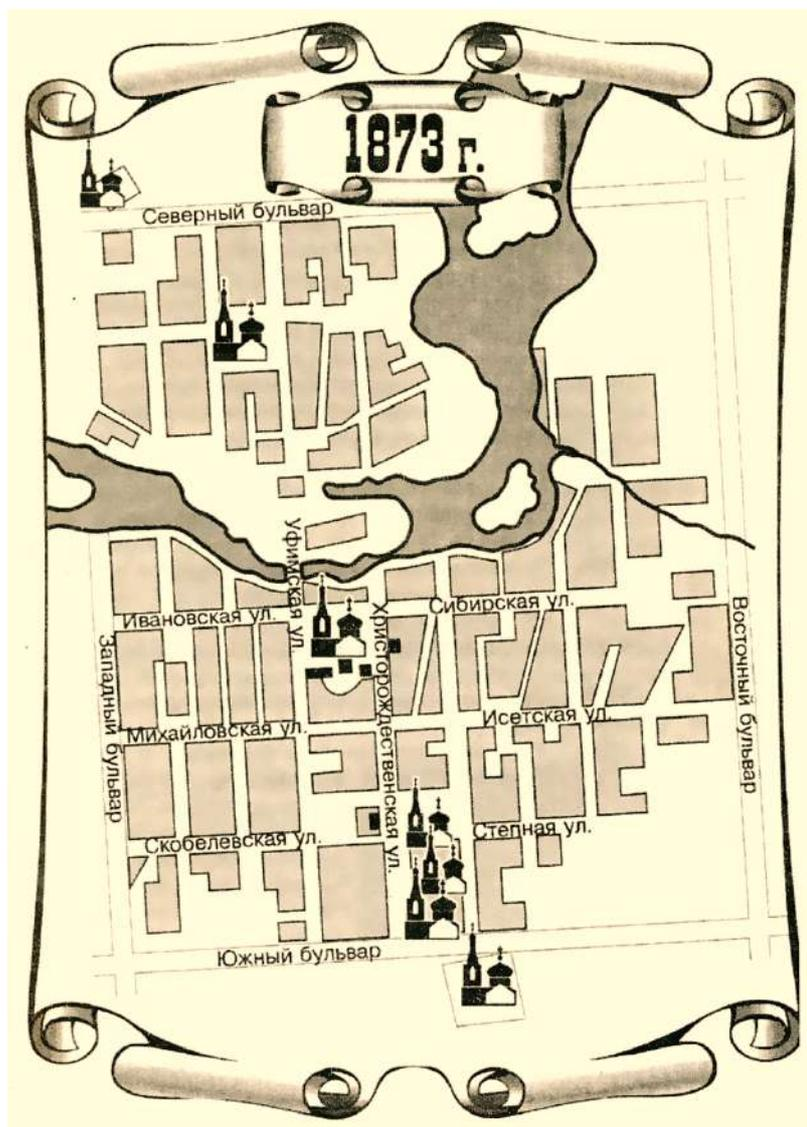 1873 г.
Северный бульвар
Уфимская ул.
Ивановская ул.
Сибирская ул.
Христорождественская ул.
Западный бульвар
Восточный бульвар
Михайловская ул.
Исетская ул.
Скобелевская ул.
Степная ул.
Южный бульвар